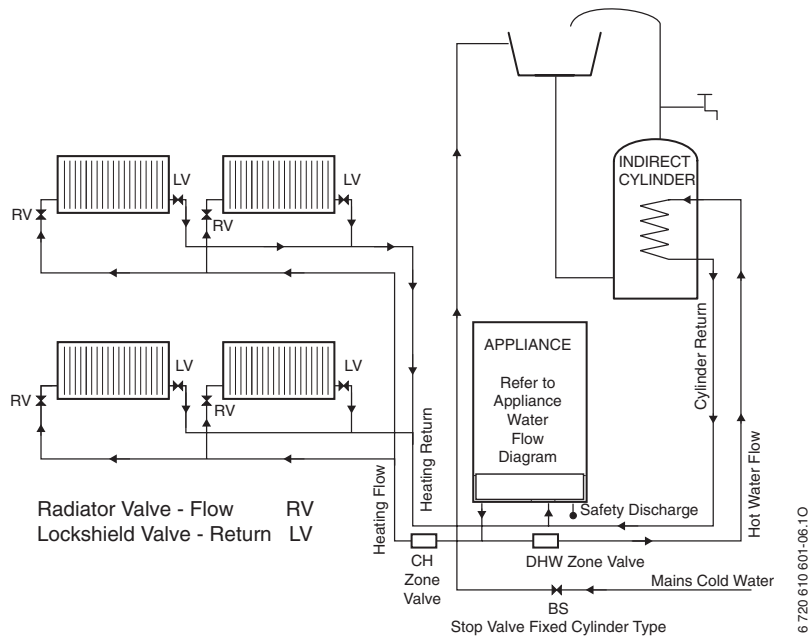 INDIRECT
CYLINDER
LV
LV
RV
RV
LV
LV
RV
RV
APPLIANCE
Refer to
Appliance
Water
Flow
Diagram
Cylinder Return
Hot Water Flow
Heating Return
Heating Flow
Radiator Valve - Flow RV
Lockshield Valve - Return LV
Safety Discharge
CH
Zone
Valve
DHW Zone Valve
Mains Cold Water
BS
Stop Valve Fixed Cylinder Type
6 720 610 601-06.1O